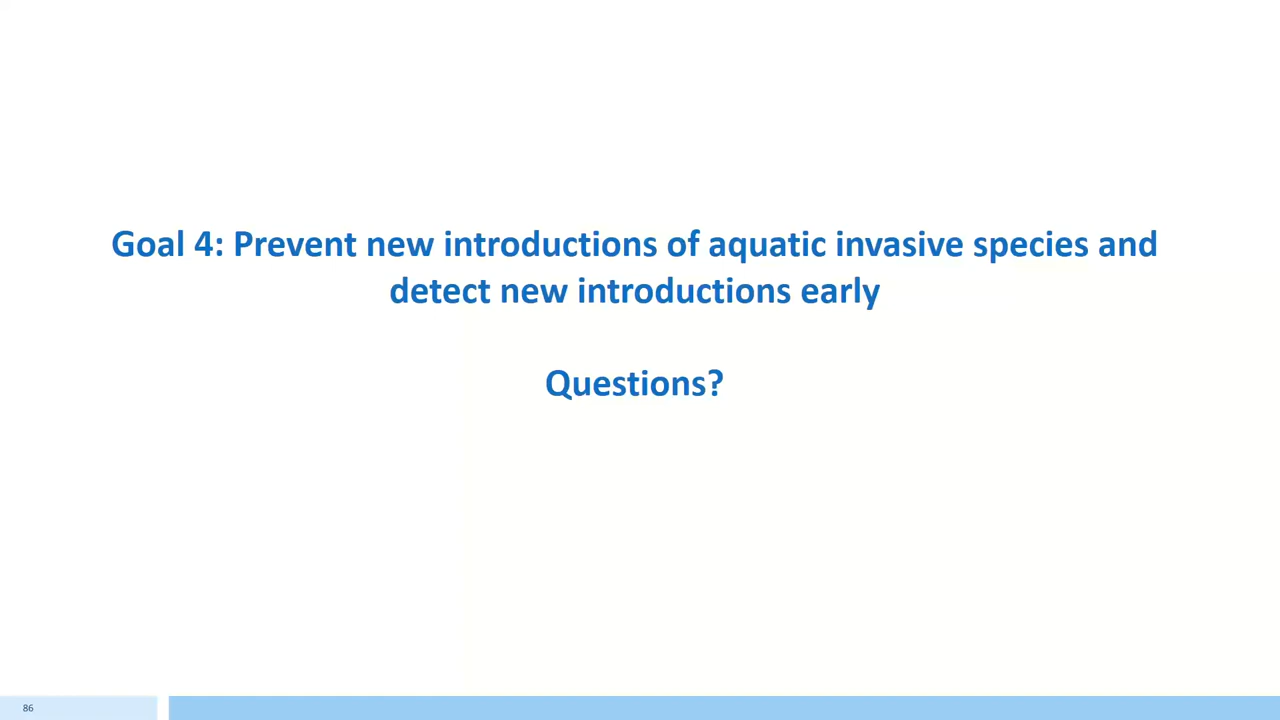 Goal 4: Prevent new introductions of aquatic invasive species and
detect new introductions early
Questions?
86